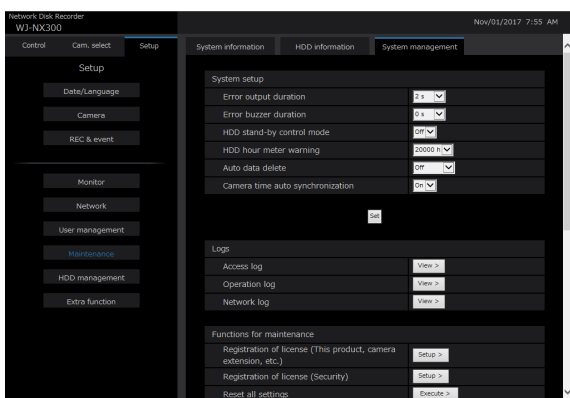 Network Disk Recorder
WJ-NX300
Nov/01/2017 7:55 AM
Control Cam. select Setup
System information HDD information System management
Setup
Date/Language
Camera
REC & event
Monitor
Network
User management
Maintenance
HDD management
Extra function
System setup
Error output duration 2 s
Error buzzer duration 0 s
HDD stand-by control mode Off
HDD hour meter warning 20000 h
Auto data delete Off
Camera time auto synchronization On
Set
Logs
Access log View >
Operation log View >
Network log View >
Functions for maintenance
Registration of license (This product, camera
extension, etc.) Setup >
Registration of license (Security) Setup >
Reset all settings Execute >